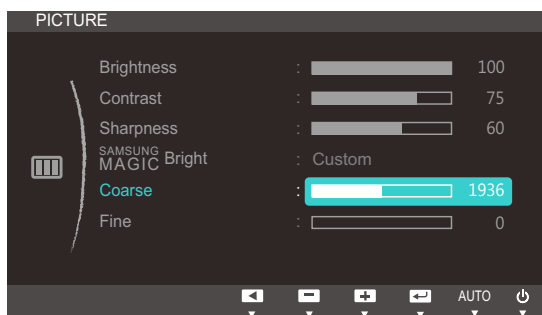 PICTURE
Brightness : 100
Contrast : 75
Sharpness : 60
SAMSUNG
MAGIC Bright : Custom
Coarse : 1936
Fine : 0
AUTO